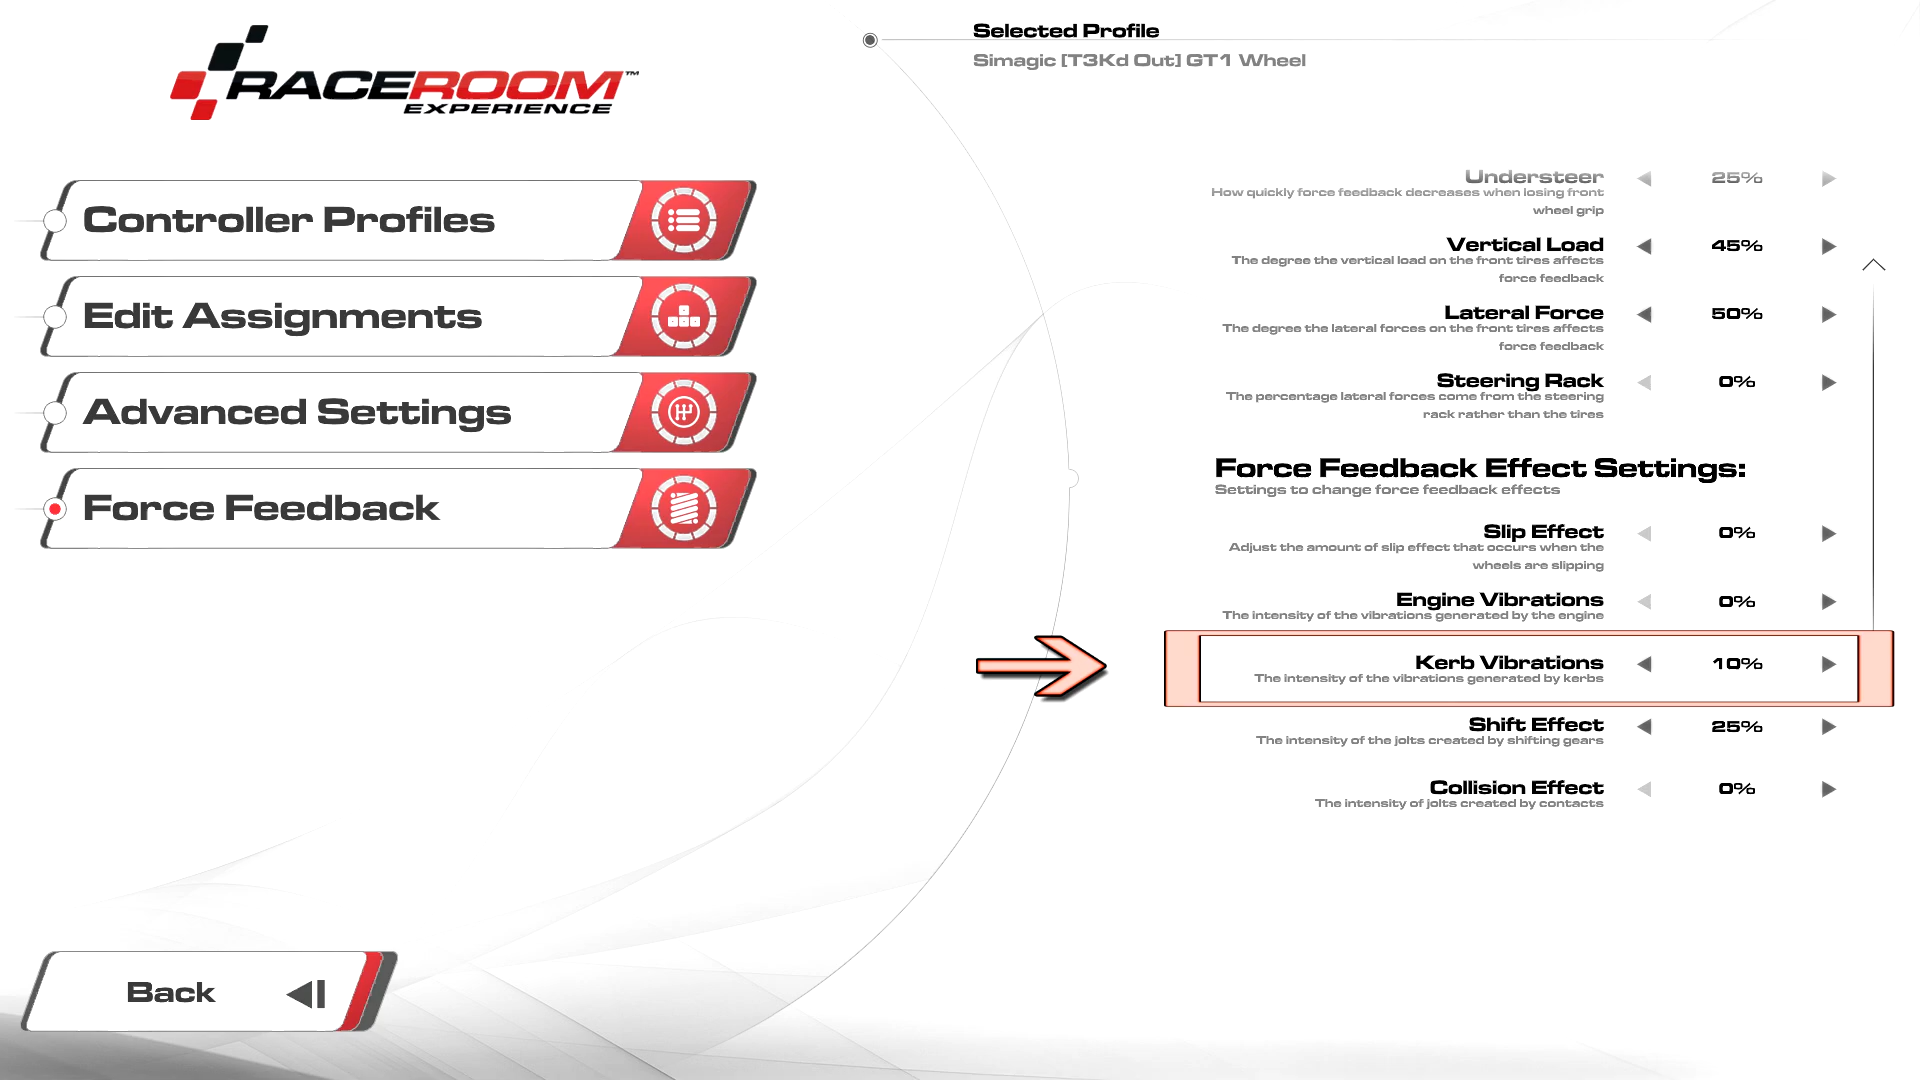 RACEROOM™
EXPERIENCE
Selected Profile
Simagic [T3Kd Out] GT1 Wheel
Controller Profiles
Edit Assignments
Advanced Settings
Force Feedback
Understeer 25%
How quickly force feedback decreases when losing front
wheel grip
Vertical Load 45%
The degree the vertical load on the front tires affects
force feedback
Lateral Force 50%
The degree the lateral forces on the front tires affects
force feedback
Steering Rack 0%
The percentage lateral forces come from the steering
rack rather than the tires
Force Feedback Effect Settings:
Settings to change force feedback effects
Slip Effect 0%
Adjust the amount of slip effect that occurs when the
wheels are slipping
Engine Vibrations 0%
The intensity of the vibrations generated by the engine
Kerb Vibrations 10%
The intensity of the vibrations generated by kerbs
Shift Effect 25%
The intensity of the jolts created by shifting gears
Collision Effect 0%
The intensity of jolts created by contacts
Back